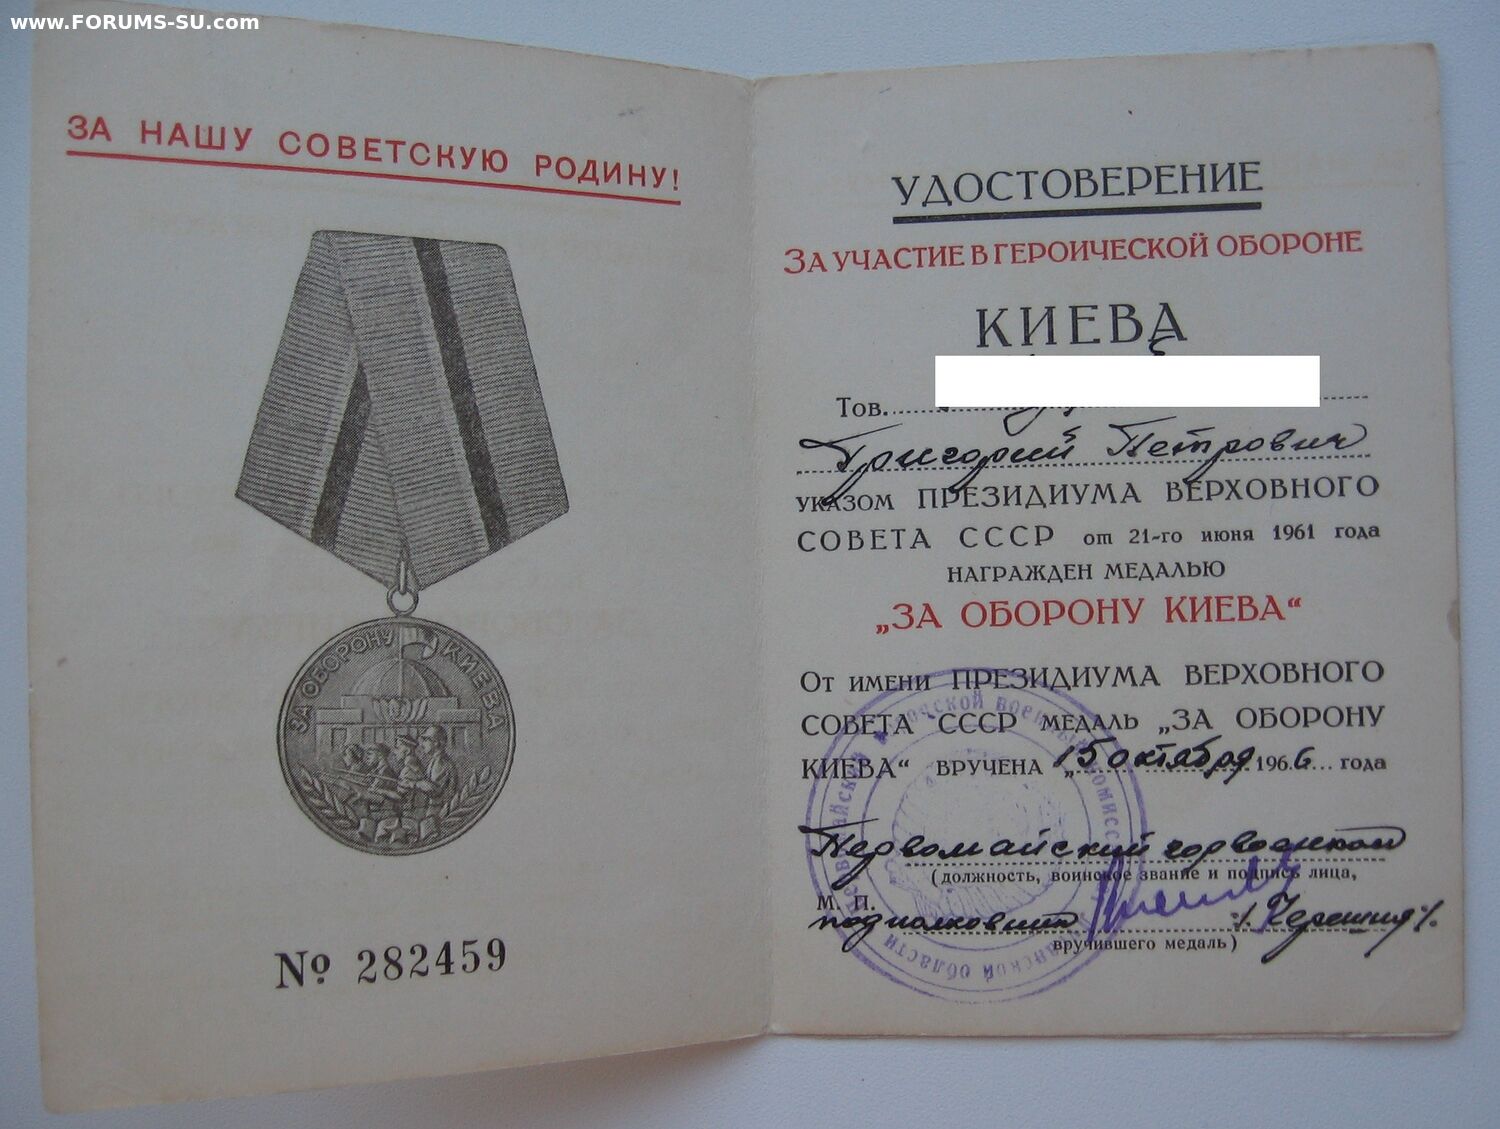 www.FORUMS-SU.com
ЗА НАШУ СОВЕТСКУЮ РОДИНУ!
ЗА ОБОРОНУ КИЕВА
№ 282459
УДОСТОВЕРЕНИЕ
ЗА УЧАСТИЕ В ГЕРОИЧЕСКОЙ ОБОРОНЕ
КИЕВА
Тов.
Григорий Петрович
указом ПРЕЗИДИУМА ВЕРХОВНОГО
СОВЕТА СССР от 21-го июня 1961 года
НАГРАЖДЕН МЕДАЛЬЮ
„ЗА ОБОРОНУ КИЕВА“
От имени ПРЕЗИДИУМА ВЕРХОВНОГО
СОВЕТА СССР медаль „ЗА ОБОРОНУ
КИЕВА“ вручена „15 октября 1966 года
Первомайский горвоенком
(должность, воинское звание и подпись лица,
М. П.
подполковник
вручившего медаль)